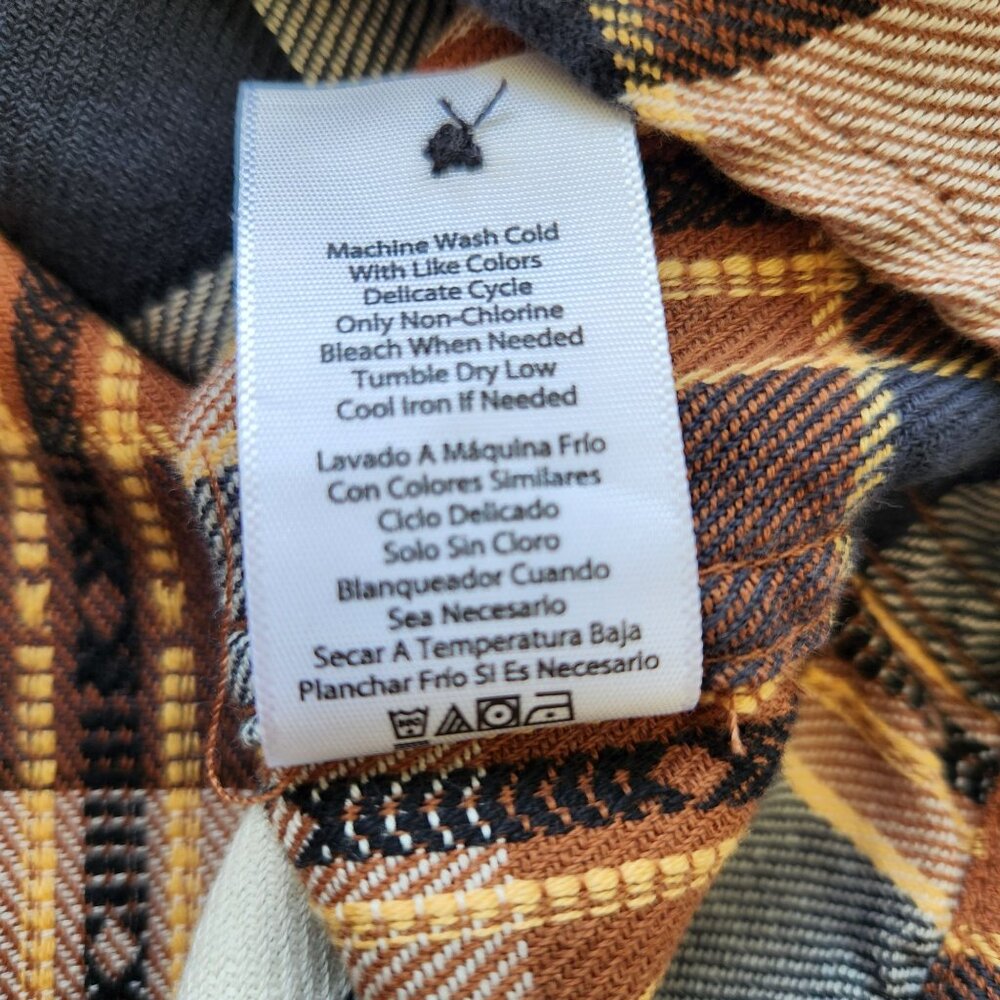 Machine Wash Cold
With Like Colors
Delicate Cycle
Only Non-Chlorine
Bleach When Needed
Tumble Dry Low
Cool Iron If Needed
Lavado A Máquina Frío
Con Colores Similares
Ciclo Delicado
Solo Sin Cloro
Blanqueador Cuando
Sea Necesario
Secar A Temperatura Baja
Planchar Frío Si Es Necesario